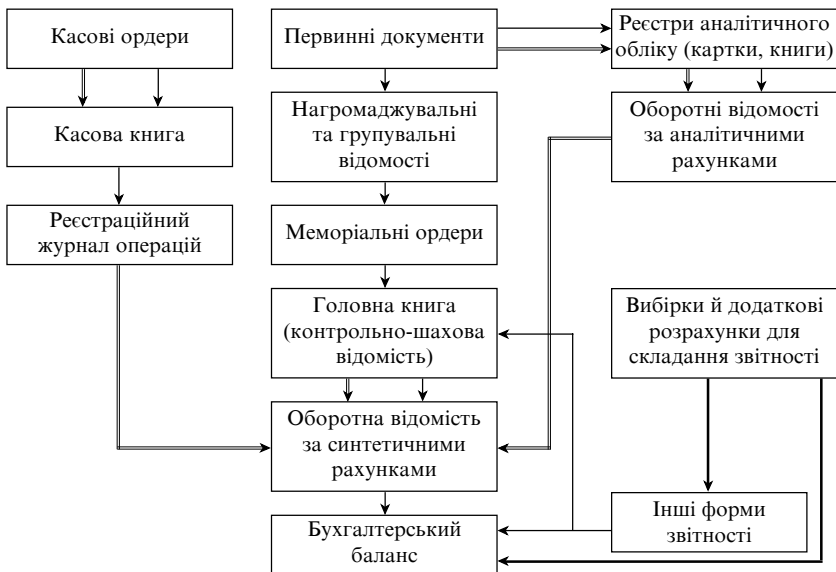 Касові ордери
Первинні документи
Реєстри аналітичного
обліку (картки, книги)
Касова книга
Нагромаджувальні
та групувальні
відомості
Оборотні відомості
за аналітичними
рахунками
Реєстраційний
журнал операцій
Меморіальні ордери
Головна книга
(контрольно-шахова
відомість)
Вибірки й додаткові
розрахунки для
складання звітності
Оборотна відомість
за синтетичними
рахунками
Інші форми
звітності
Бухгалтерський
баланс